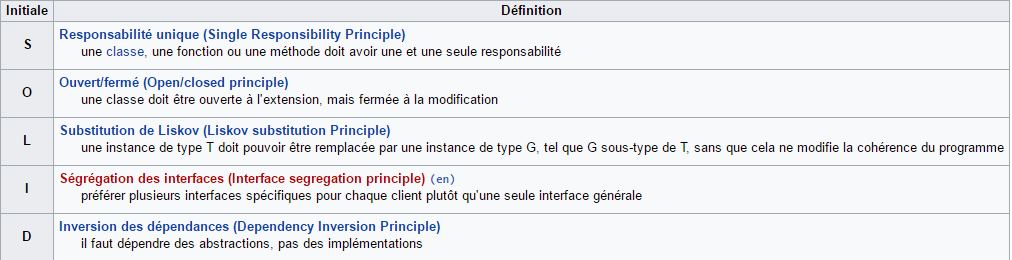 Initiale Définition
S
Responsabilité unique (Single Responsibility Principle)
une classe, une fonction ou une méthode doit avoir une et une seule responsabilité
O
Ouvert/fermé (Open/closed principle)
une classe doit être ouverte à l'extension, mais fermée à la modification
L
Substitution de Liskov (Liskov substitution Principle)
une instance de type T doit pouvoir être remplacée par une instance de type G, tel que G sous-type de T, sans que cela ne modifie la cohérence du programme
I
Ségrégation des interfaces (Interface segregation principle) (en)
préférer plusieurs interfaces spécifiques pour chaque client plutôt qu'une seule interface générale
D
Inversion des dépendances (Dependency Inversion Principle)
il faut dépendre des abstractions, pas des implémentations